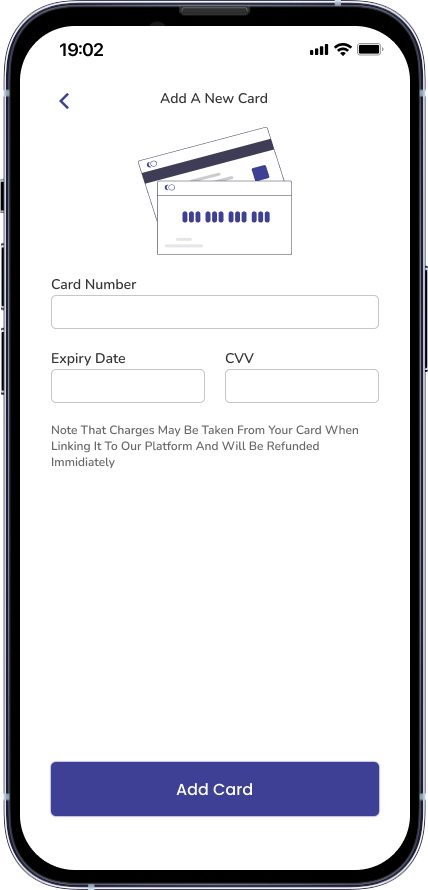 19:02
Add A New Card
Card Number
Expiry Date CVV
Note That Charges May Be Taken From Your Card When
Linking It To Our Platform And Will Be Refunded
Immidiately
Add Card